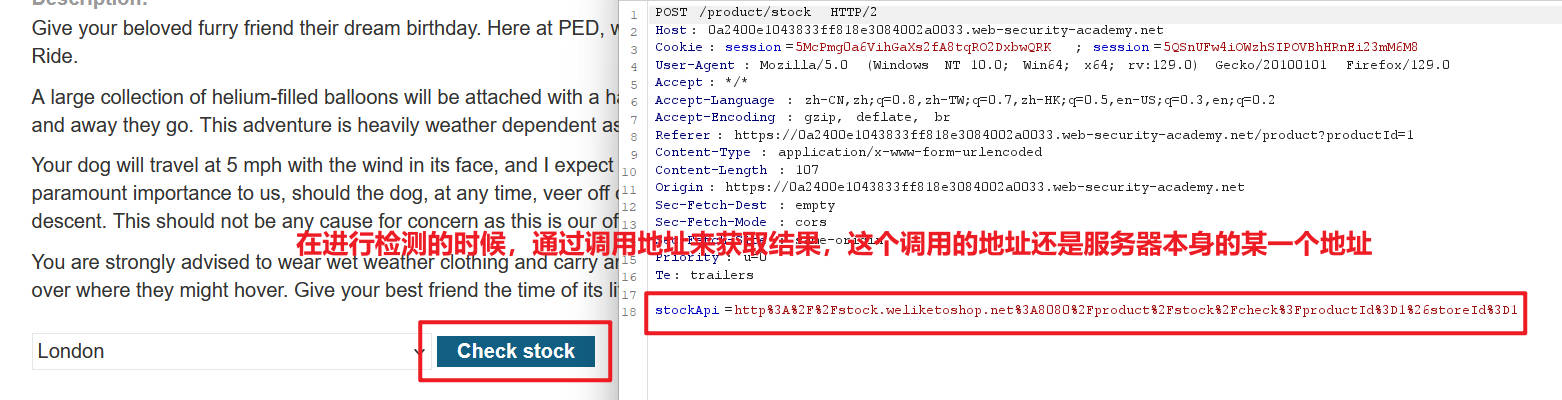 Description:
Give your beloved furry friend their dream birthday. Here at PED, w
Ride.
A large collection of helium-filled balloons will be attached with a ha
and away they go. This adventure is heavily weather dependent as
Your dog will travel at 5 mph with the wind in its face, and I expect
paramount importance to us, should the dog, at any time, veer off
descent. This should not be any cause for concern as this is our of
You are strongly advised to wear wet weather clothing and carry an
over where they might hover. Give your best friend the time of its li
London
Check stock
1 POST /product/stock HTTP/2
2 Host: 0a2400e1043833ff818e3084002a0033.web-security-academy.net
3 Cookie: session=5McPmg0a6VihGaXs2fA8tqRO2DxbwQRK ; session=5QSnUFw4iOWzhSIPOVBhHRnEi23mM6M8
4 User-Agent: Mozilla/5.0 (Windows NT 10.0; Win64; x64; rv:129.0) Gecko/20100101 Firefox/129.0
5 Accept: */*
6 Accept-Language: zh-CN,zh;q=0.8,zh-TW;q=0.7,zh-HK;q=0.5,en-US;q=0.3,en;q=0.2
7 Accept-Encoding: gzip, deflate, br
8 Referer: https://0a2400e1043833ff818e3084002a0033.web-security-academy.net/product?productId=1
9 Content-Type: application/x-www-form-urlencoded
10 Content-Length: 107
11 Origin: https://0a2400e1043833ff818e3084002a0033.web-security-academy.net
12 Sec-Fetch-Dest: empty
13 Sec-Fetch-Mode: cors
在进行检测的时候，通过调用地址来获取结果，这个调用的地址还是服务器本身的某一个地址
15 Priority: u=0
16 Te: trailers
17
18 stockApi=http%3A%2F%2Fstock.weliketoshop.net%3A8080%2Fproduct%2Fstock%2Fcheck%3FproductId%3D1%26storeId%3D1